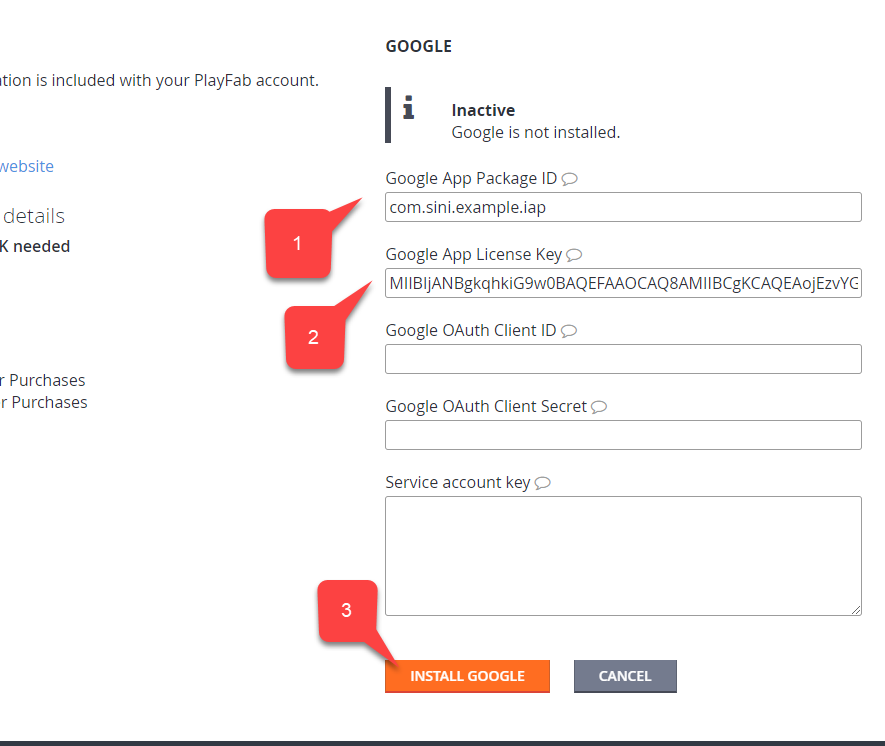 GOOGLE
ation is included with your PlayFab account.
Inactive
Google is not installed.
website
Google App Package ID
com.sini.example.iap
details
K needed
1
Google App License Key
MIIBIjANBgkqhkiG9w0BAQEFAAOCAQ8AMIIBCgKCAQEAojEzvYG
2
Google OAuth Client ID
r Purchases
r Purchases
Google OAuth Client Secret
Service account key
3
INSTALL GOOGLE
CANCEL